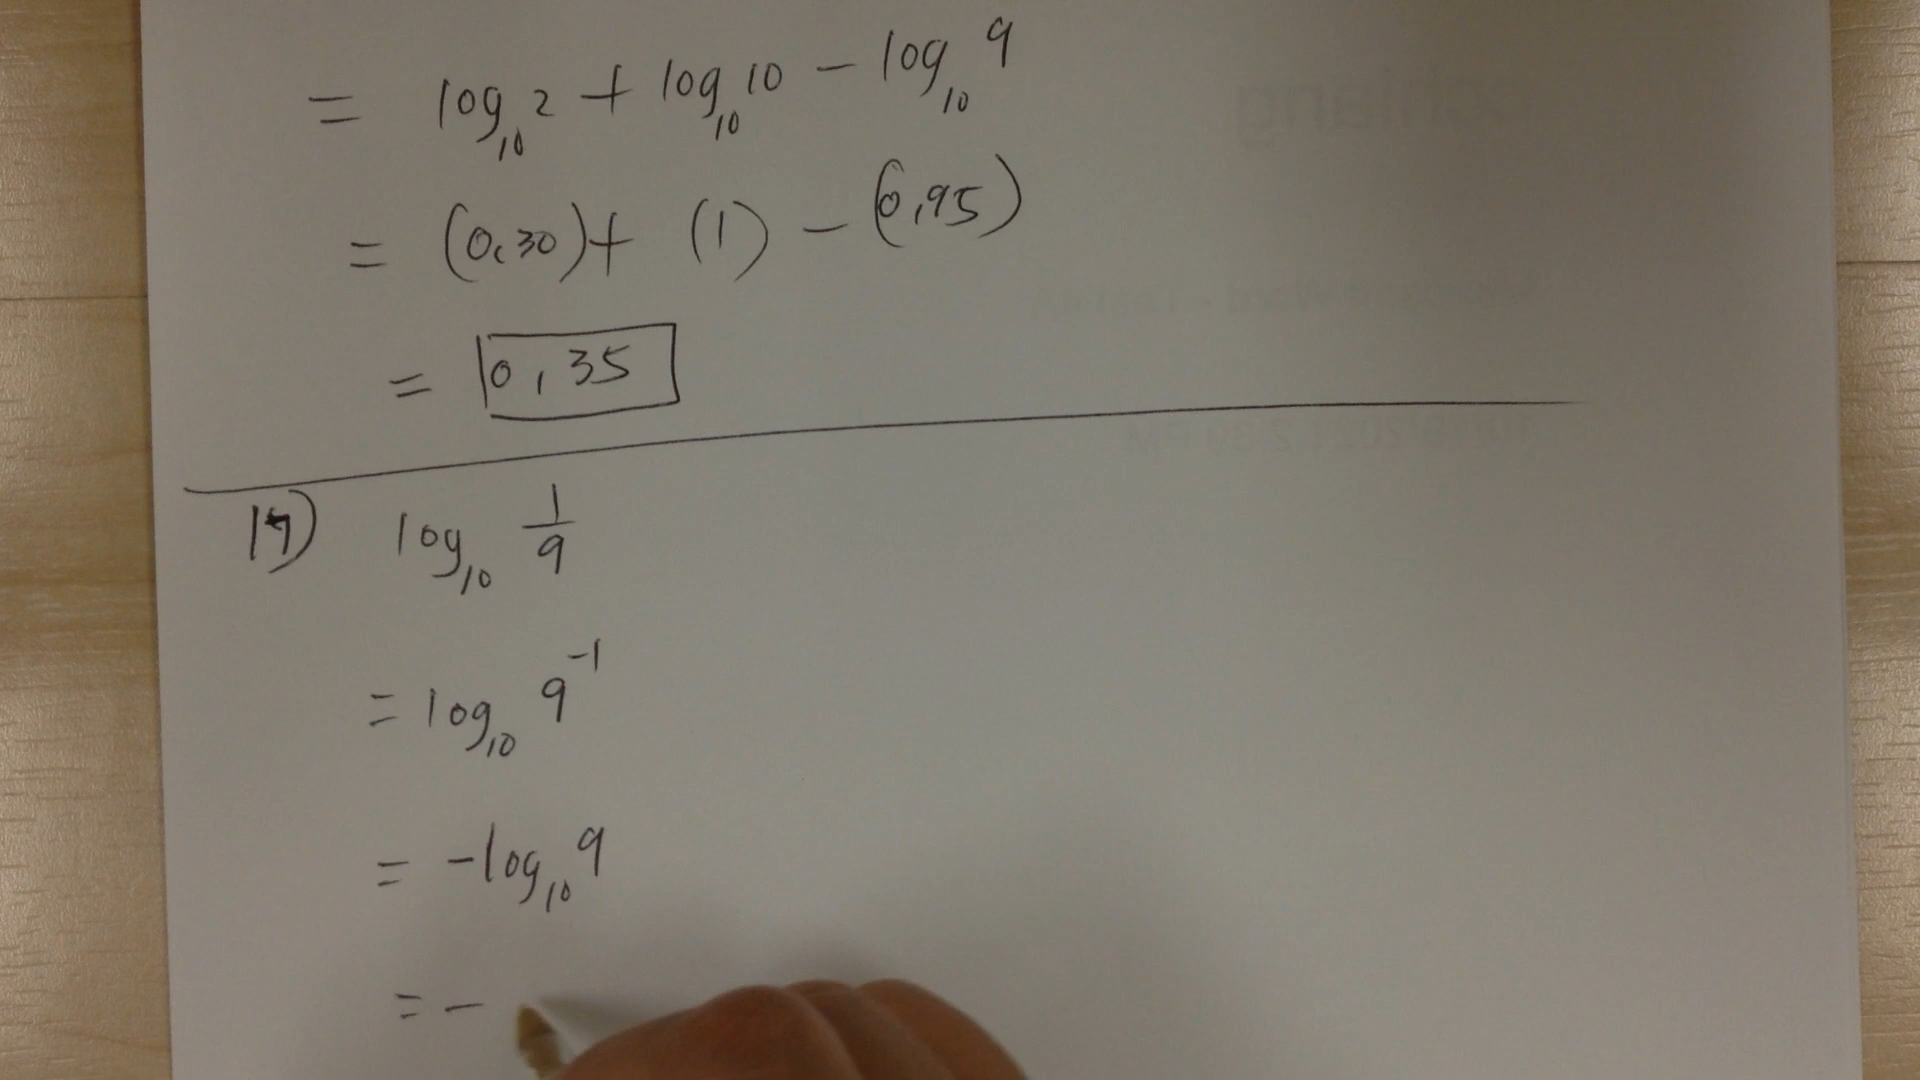 = log₁₀ 2 + log₁₀ 10 − log₁₀ 9
= (0.30) + (1) − (0.95)
= 0.35
17) log₁₀ 1/9
= log₁₀ 9⁻¹
= −log₁₀ 9
= −